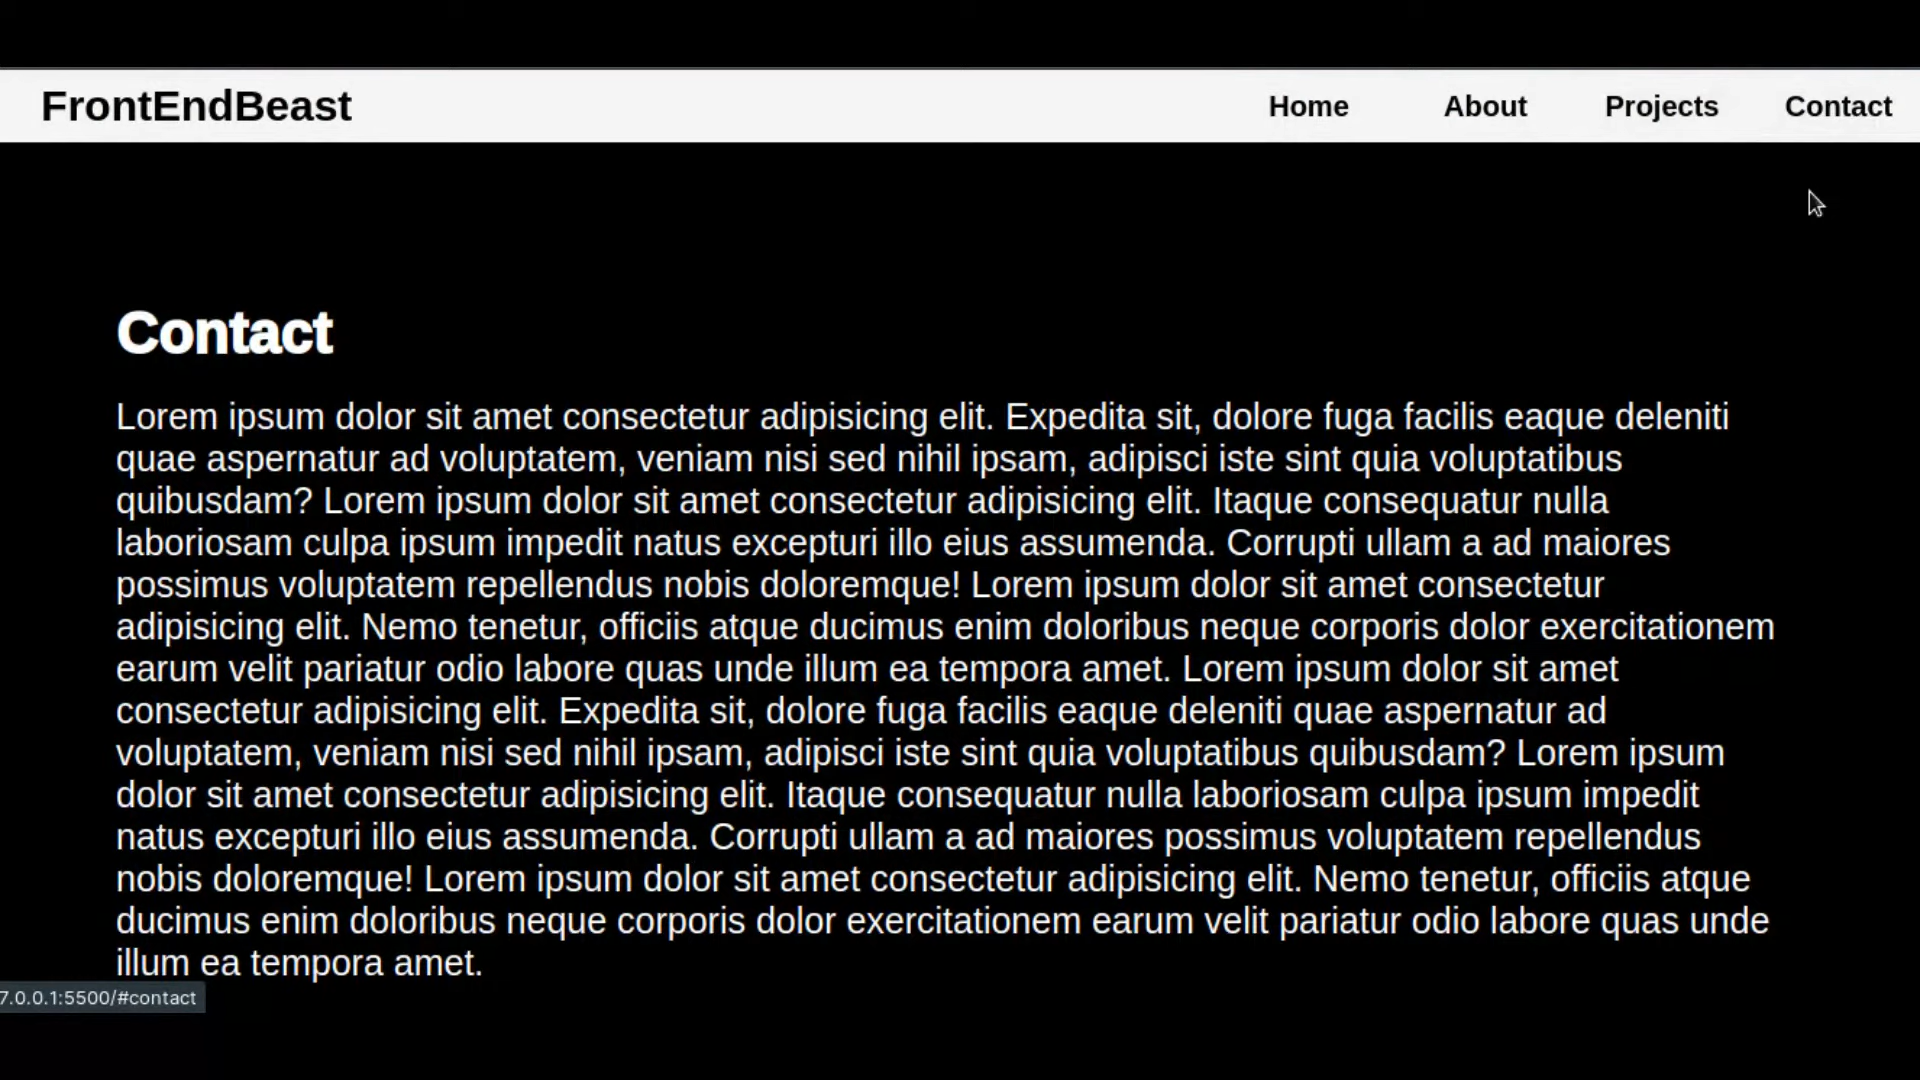 FrontEndBeast
Home About Projects Contact
Contact
Lorem ipsum dolor sit amet consectetur adipisicing elit. Expedita sit, dolore fuga facilis eaque deleniti
quae aspernatur ad voluptatem, veniam nisi sed nihil ipsam, adipisci iste sint quia voluptatibus
quibusdam? Lorem ipsum dolor sit amet consectetur adipisicing elit. Itaque consequatur nulla
laboriosam culpa ipsum impedit natus excepturi illo eius assumenda. Corrupti ullam a ad maiores
possimus voluptatem repellendus nobis doloremque! Lorem ipsum dolor sit amet consectetur
adipisicing elit. Nemo tenetur, officiis atque ducimus enim doloribus neque corporis dolor exercitationem
earum velit pariatur odio labore quas unde illum ea tempora amet. Lorem ipsum dolor sit amet
consectetur adipisicing elit. Expedita sit, dolore fuga facilis eaque deleniti quae aspernatur ad
voluptatem, veniam nisi sed nihil ipsam, adipisci iste sint quia voluptatibus quibusdam? Lorem ipsum
dolor sit amet consectetur adipisicing elit. Itaque consequatur nulla laboriosam culpa ipsum impedit
natus excepturi illo eius assumenda. Corrupti ullam a ad maiores possimus voluptatem repellendus
nobis doloremque! Lorem ipsum dolor sit amet consectetur adipisicing elit. Nemo tenetur, officiis atque
ducimus enim doloribus neque corporis dolor exercitationem earum velit pariatur odio labore quas unde
illum ea tempora amet.
7.0.0.1:5500/#contact